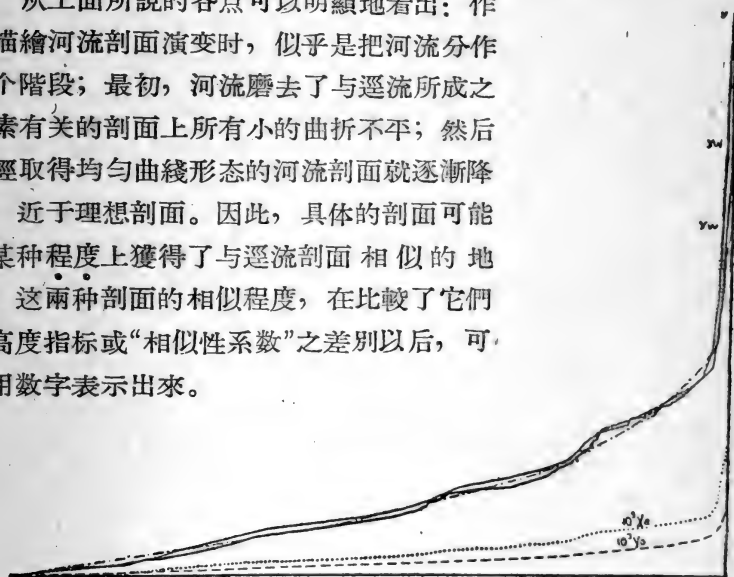 从上面所說的各点可以明顯地看出：作
描繪河流剖面演变时，似乎是把河流分作
个階段；最初，河流磨去了与逕流所成之
素有关的剖面上所有小的曲折不平；然后
經取得均匀曲綫形态的河流剖面就逐漸降
近于理想剖面。因此，具体的剖面可能
某种程度上獲得了与逕流剖面相似的地
这兩种剖面的相似程度，在比較了它們
高度指标或“相似性系数”之差別以后，可
用数字表示出來。
yw